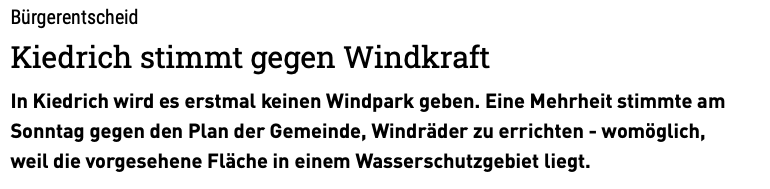 Bürgerentscheid
Kiedrich stimmt gegen Windkraft
In Kiedrich wird es erstmal keinen Windpark geben. Eine Mehrheit stimmte am
Sonntag gegen den Plan der Gemeinde, Windräder zu errichten - womöglich,
weil die vorgesehene Fläche in einem Wasserschutzgebiet liegt.